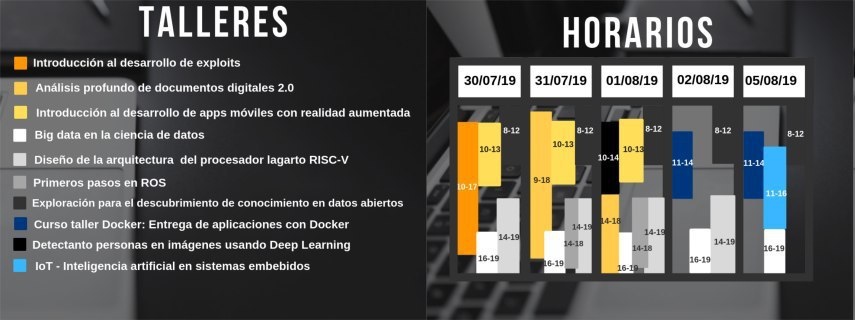 TALLERES
Introducción al desarrollo de exploits
Análisis profundo de documentos digitales 2.0
Introducción al desarrollo de apps móviles con realidad aumentada
Big data en la ciencia de datos
Diseño de la arquitectura del procesador lagarto RISC-V
Primeros pasos en ROS
Exploración para el descubrimiento de conocimiento en datos abiertos
Curso taller Docker: Entrega de aplicaciones con Docker
Detectanto personas en imágenes usando Deep Learning
IoT - Inteligencia artificial en sistemas embebidos
HORARIOS
30/07/19 31/07/19 01/08/19 02/08/19 05/08/19
8-12 8-12 8-12 8-12 8-12
10-13 10-13 10-14 10-13
11-14 11-14
10-17 9-18 11-16
14-18
14-19 14-18 14-19 14-18 14-19 14-19
16-19 16-19 16-19 16-19 16-19